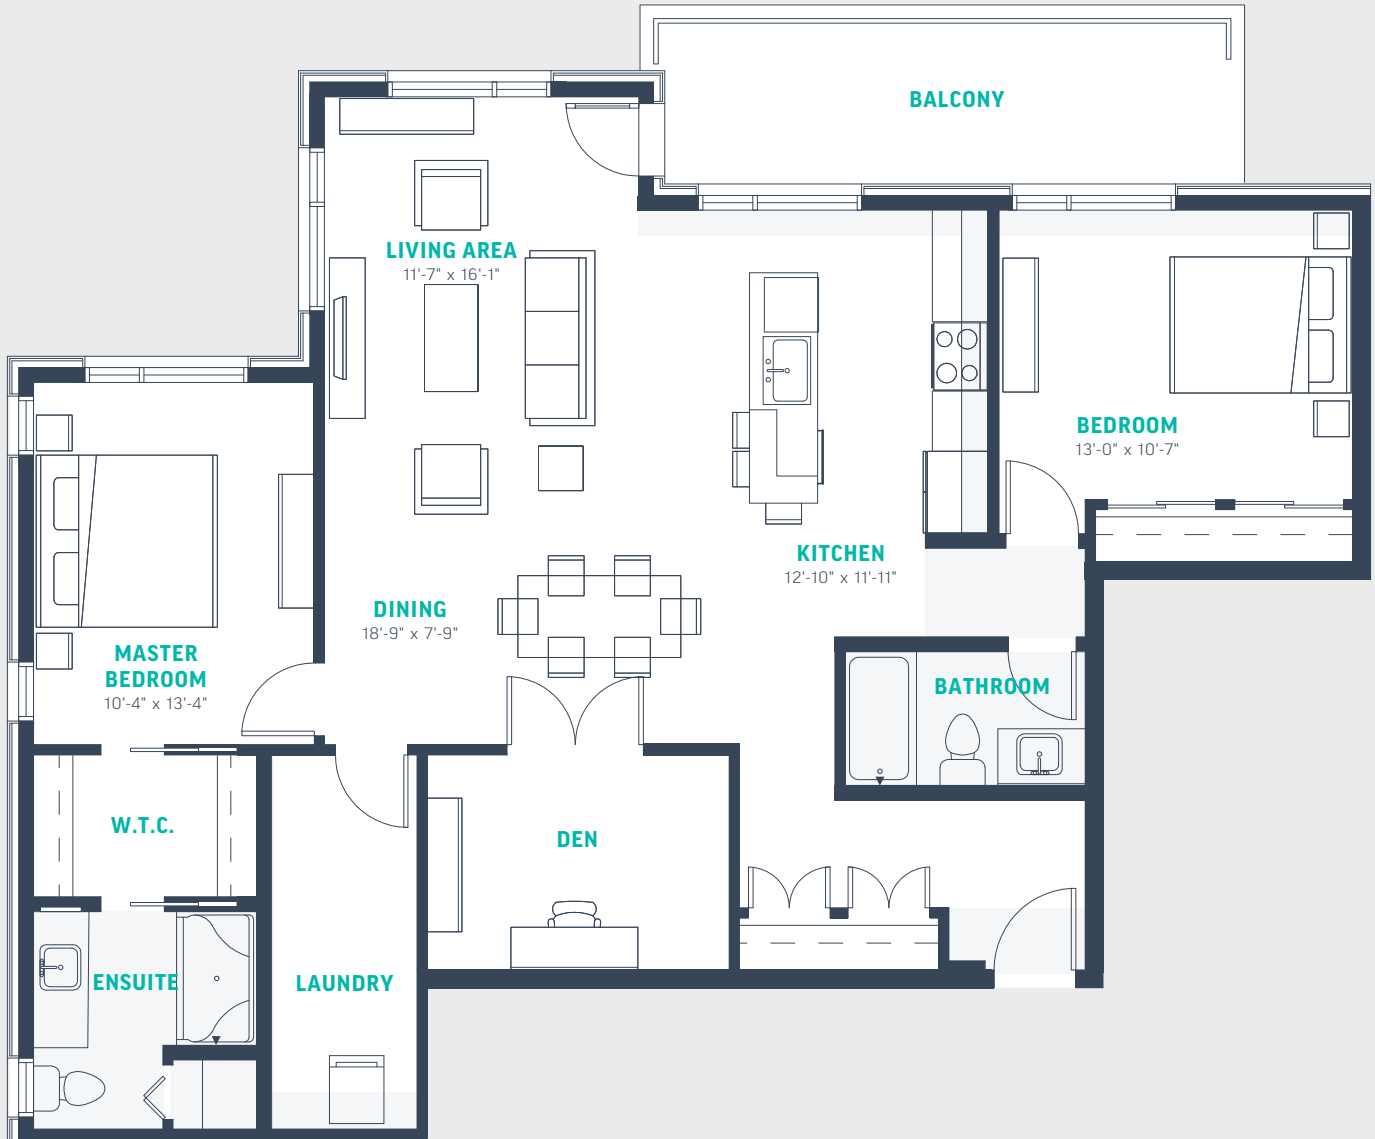 BALCONY
LIVING AREA
11'-7" x 16'-1"
BEDROOM
13'-0" x 10'-7"
KITCHEN
12'-10" x 11'-11"
DINING
18'-9" x 7'-9"
MASTER
BEDROOM
10'-4" x 13'-4"
BATHROOM
W.T.C.
DEN
ENSUITE
LAUNDRY